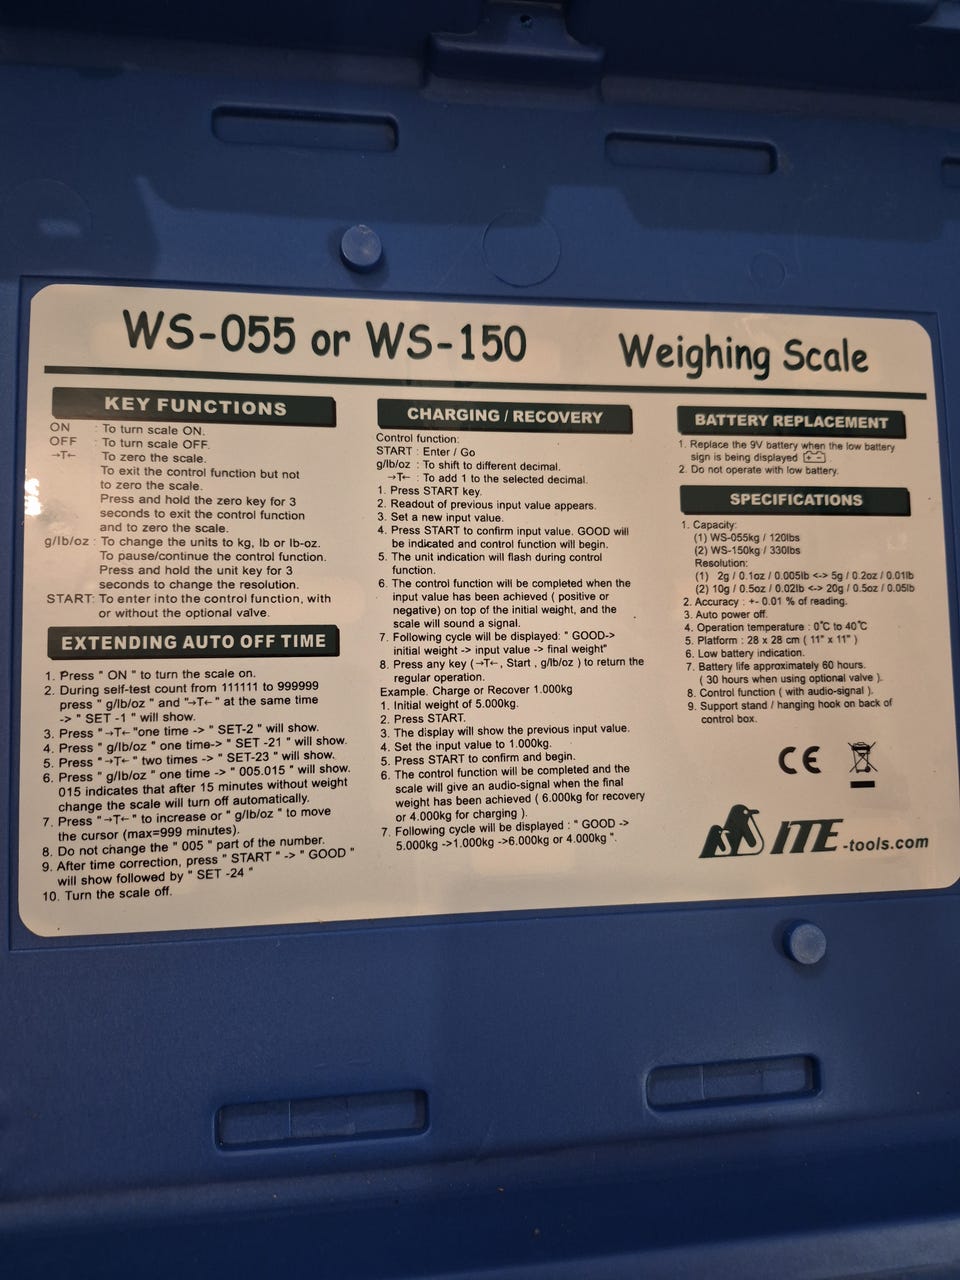 WS-055 or WS-150 Weighing Scale
KEY FUNCTIONS
ON : To turn scale ON.
OFF : To turn scale OFF.
→T← To zero the scale.
To exit the control function but not
to zero the scale.
Press and hold the zero key for 3
seconds to exit the control function
and to zero the scale.
g/lb/oz : To change the units to kg, lb or lb-oz.
To pause/continue the control function.
Press and hold the unit key for 3
seconds to change the resolution.
START: To enter into the control function, with
or without the optional valve.
EXTENDING AUTO OFF TIME
1. Press " ON " to turn the scale on.
2. During self-test count from 111111 to 999999
press " g/lb/oz " and "→T← " at the same time
-> " SET -1 " will show.
3. Press "→T← "one time -> " SET-2 " will show.
4. Press " g/lb/oz " one time-> " SET -21 " will show.
5. Press "→T← " two times -> " SET-23 " will show.
6. Press " g/lb/oz " one time -> " 005.015 " will show.
015 indicates that after 15 minutes without weight
change the scale will turn off automatically.
7. Press "→T← " to increase or " g/lb/oz " to move
the cursor (max=999 minutes).
8. Do not change the " 005 " part of the number.
9. After time correction, press " START " -> " GOOD "
will show followed by " SET -24 "
10. Turn the scale off.
CHARGING / RECOVERY
Control function:
START : Enter / Go
g/lb/oz : To shift to different decimal.
→T← : To add 1 to the selected decimal.
1. Press START key.
2. Readout of previous input value appears.
3. Set a new input value.
4. Press START to confirm input value. GOOD will
be indicated and control function will begin.
5. The unit indication will flash during control
function.
6. The control function will be completed when the
input value has been achieved ( positive or
negative) on top of the initial weight, and the
scale will sound a signal.
7. Following cycle will be displayed: " GOOD->
initial weight -> input value -> final weight"
8. Press any key (→T←, Start , g/lb/oz ) to return the
regular operation.
Example. Charge or Recover 1.000kg
1. Initial weight of 5.000kg.
2. Press START.
3. The display will show the previous input value.
4. Set the input value to 1.000kg.
5. Press START to confirm and begin.
6. The control function will be completed and the
scale will give an audio-signal when the final
weight has been achieved ( 6.000kg for recovery
or 4.000kg for charging ).
7. Following cycle will be displayed : " GOOD ->
5.000kg ->1.000kg ->6.000kg or 4.000kg ".
BATTERY REPLACEMENT
1. Replace the 9V battery when the low battery
sign is being displayed
2. Do not operate with low battery.
SPECIFICATIONS
1. Capacity:
(1) WS-055kg / 120lbs
(2) WS-150kg / 330lbs
Resolution:
(1) 2g / 0.1oz / 0.005lb <-> 5g / 0.2oz / 0.01lb
(2) 10g / 0.5oz / 0.02lb <-> 20g / 0.5oz / 0.05lb
2. Accuracy : +- 0.01 % of reading.
3. Auto power off.
4. Operation temperature : 0℃ to 40℃
5. Platform : 28 x 28 cm ( 11" x 11" )
6. Low battery indication.
7. Battery life approximately 60 hours.
( 30 hours when using optional valve ).
8. Control function ( with audio-signal ).
9. Support stand / hanging hook on back of
control box.
CE
ITE -tools.com